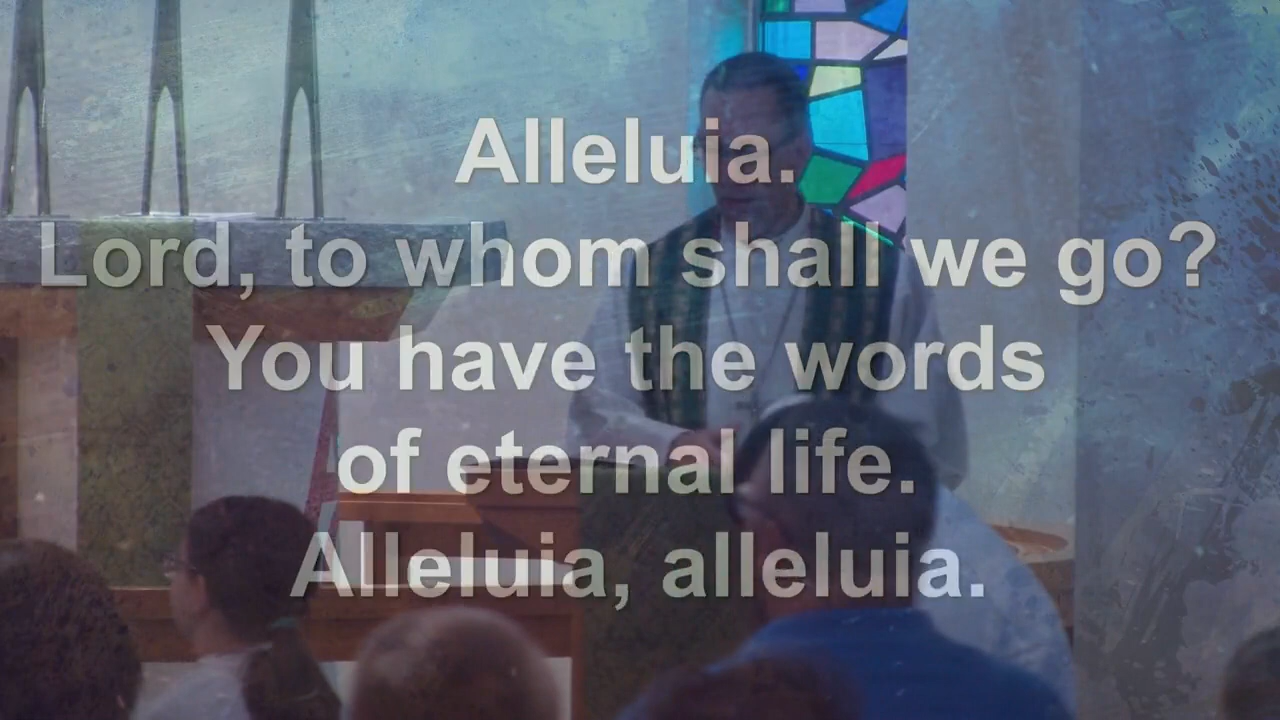 Alleluia.
Lord, to whom shall we go?
You have the words
of eternal life.
Alleluia, alleluia.